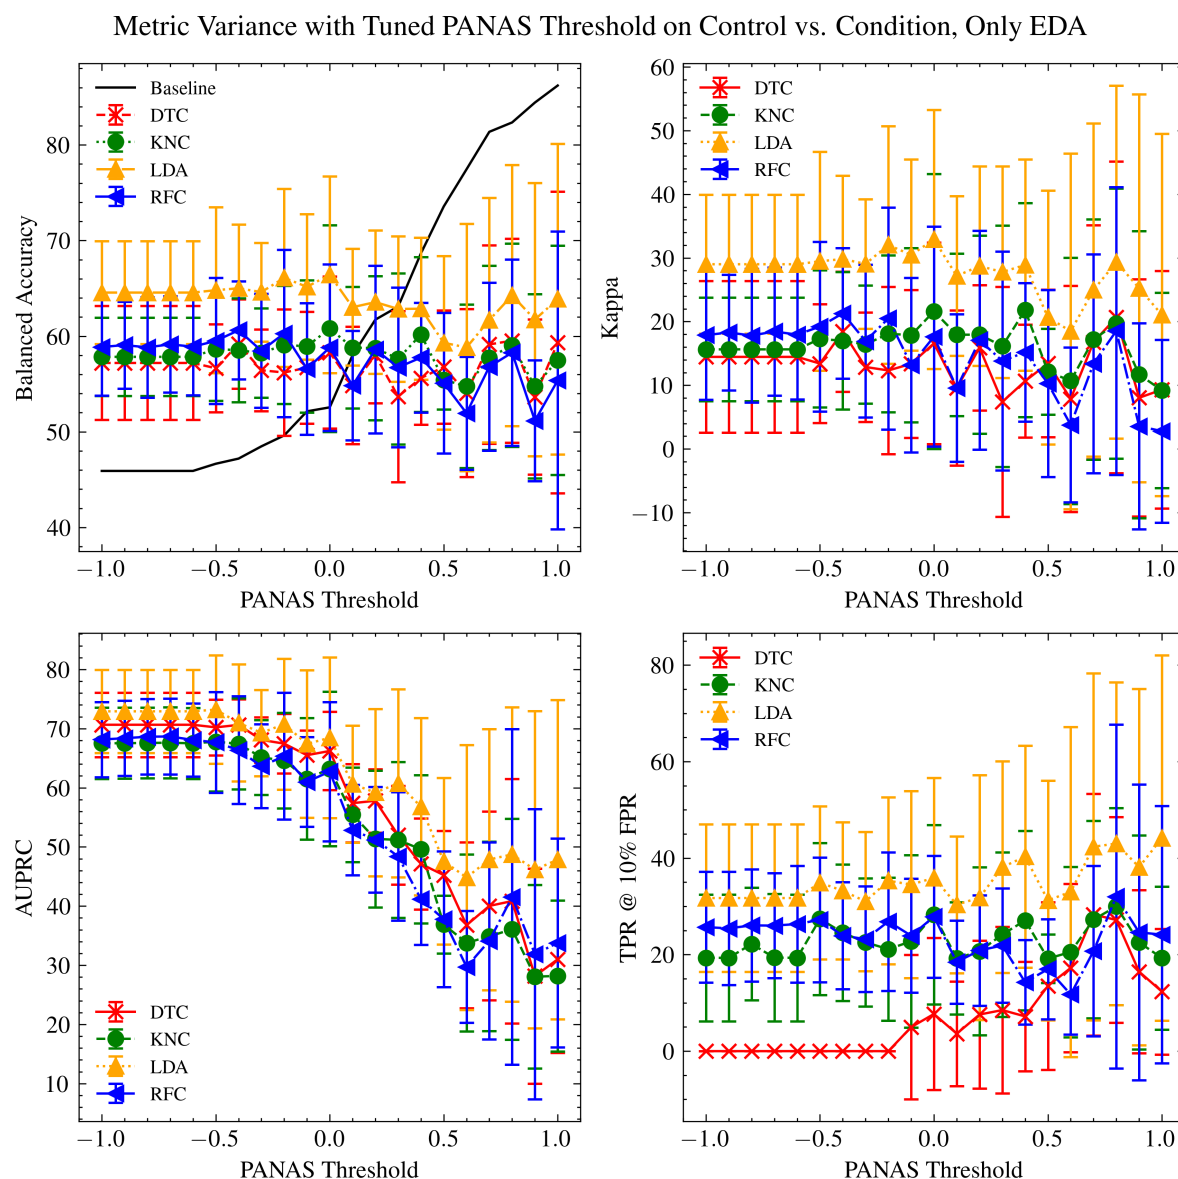 Metric Variance with Tuned PANAS Threshold on Control vs. Condition, Only EDA
Baseline
DTC
KNC
LDA
RFC
Balanced Accuracy
80
70
60
50
40
−1.0 −0.5 0.0 0.5 1.0
PANAS Threshold
DTC
KNC
LDA
RFC
Kappa
60
50
40
30
20
10
0
−10
−1.0 −0.5 0.0 0.5 1.0
PANAS Threshold
AUPRC
80
70
60
50
40
30
20
10
DTC
KNC
LDA
RFC
−1.0 −0.5 0.0 0.5 1.0
PANAS Threshold
DTC
KNC
LDA
RFC
TPR @ 10% FPR
80
60
40
20
0
−1.0 −0.5 0.0 0.5 1.0
PANAS Threshold